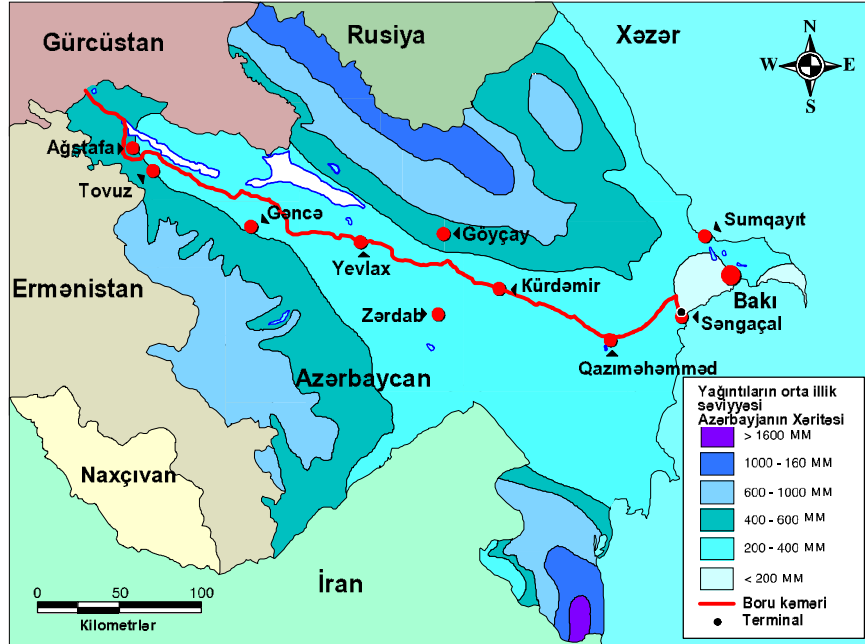 Gürcüstan
Rusiya
Xəzər
N
W E
S
Ağstafa
Tovuz
Gəncə
Göyçay
Sumqayıt
Yevlax
Ermənistan
Kürdəmir
Bakı
Zərdab
Səngaçal
Qazıməhəmməd
Azərbaycan
Naxçıvan
İran
Yağıntıların orta illik
səviyyəsi
Azərbyjanın Xəritəsi
> 1600 MM
1000 - 160 MM
600 - 1000 MM
400 - 600 MM
200 - 400 MM
< 200 MM
Boru kəməri
Terminal
0 50 100
Kilometrlər